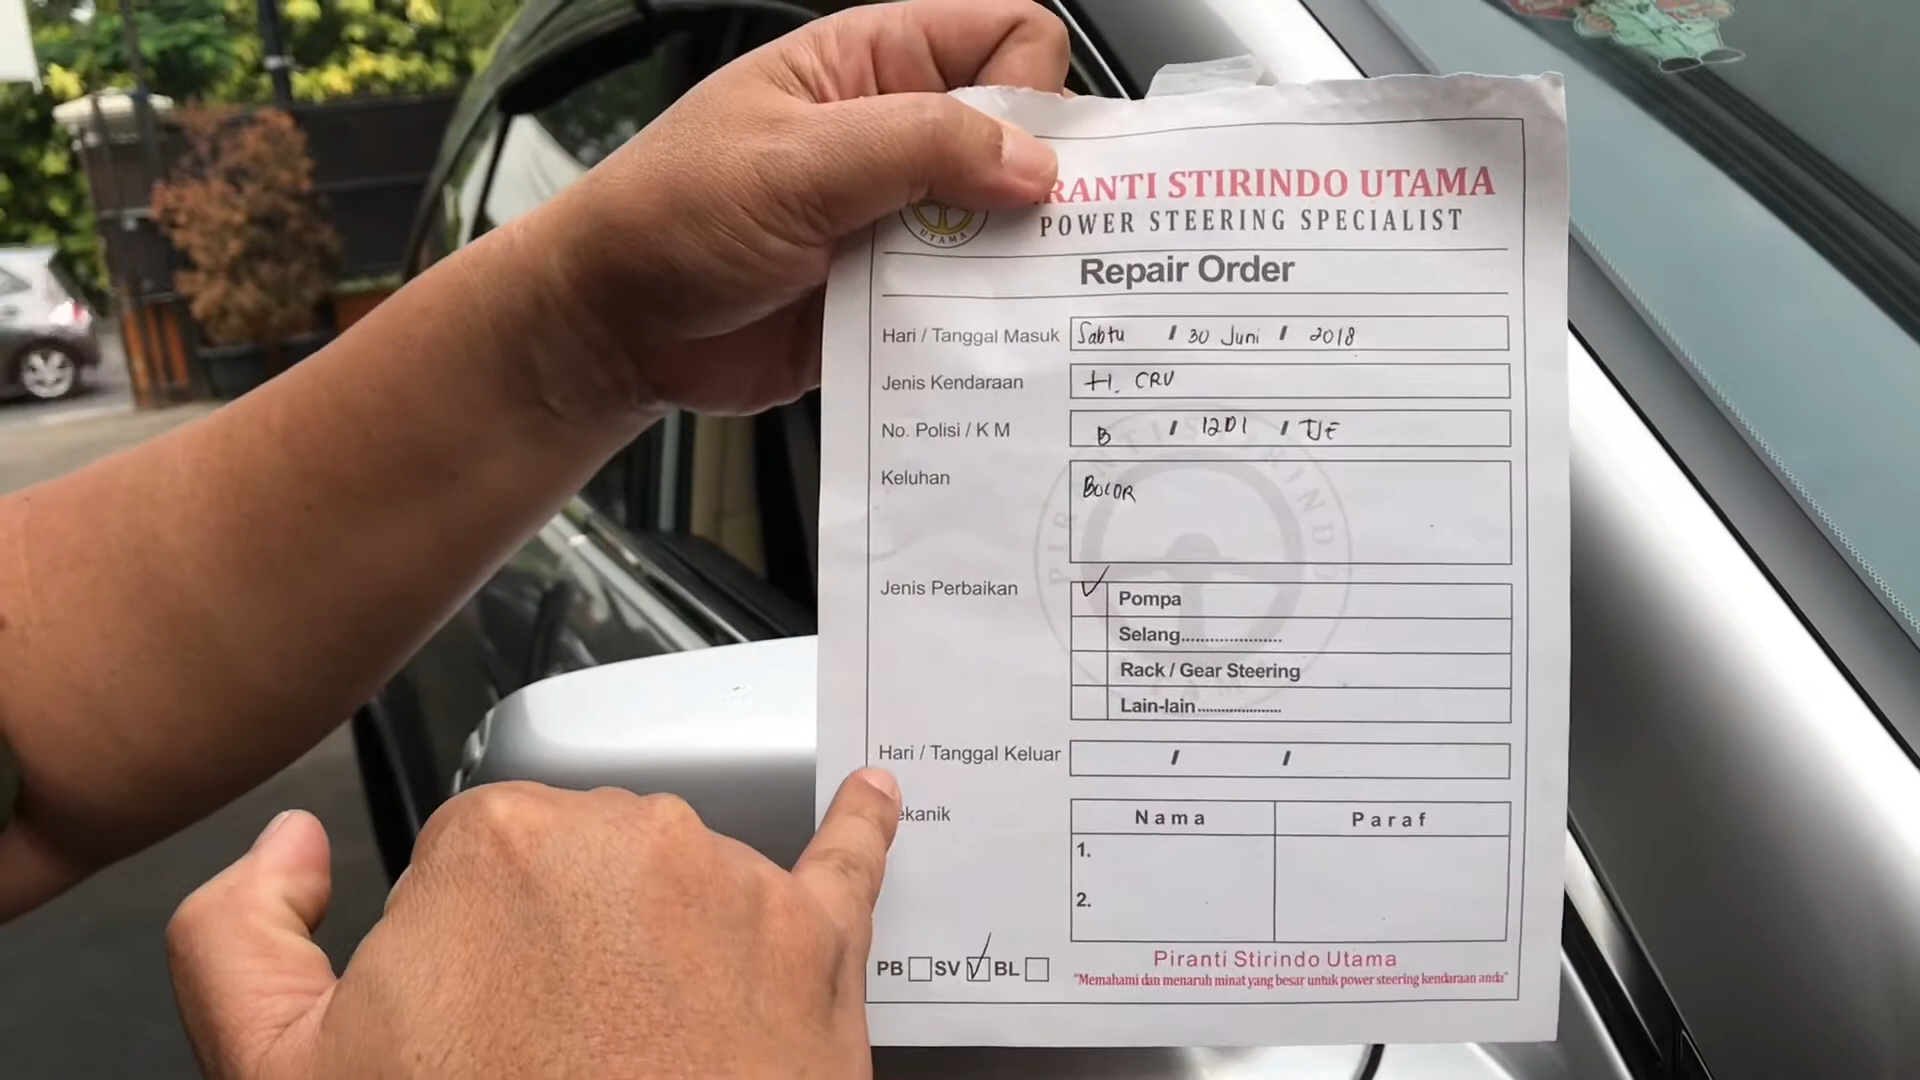 RANTI STIRINDO UTAMA
UTAMA
POWER STEERING SPECIALIST
Repair Order
Hari / Tanggal Masuk Sabtu / 30 Juni / 2018
Jenis Kendaraan H. CRV
No. Polisi / K M B / 1201 / TJE
Keluhan BOCOR
Jenis Perbaikan ✓ Pompa
Selang.....................
Rack / Gear Steering
Lain-lain.....................
Hari / Tanggal Keluar / /
ekanik Nama Paraf
1.
2.
PB SV ✓ BL
Piranti Stirindo Utama
"Memahami dan menaruh minat yang besar untuk power steering kendaraan anda"
PIRANTI STIRINDO